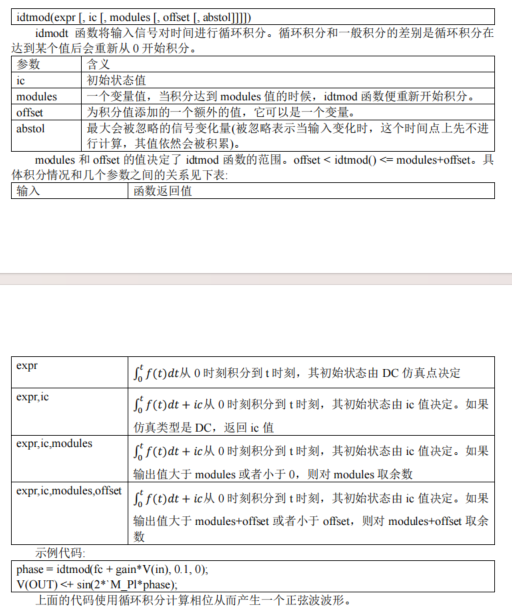 idtmod(expr [, ic [, modules [, offset [, abstol]]]])
idmodt 函数将输入信号对时间进行循环积分。循环积分和一般积分的差别是循环积分在
达到某个值后会重新从 0 开始积分。
参数 含义
ic 初始状态值
modules 一个变量值，当积分达到 modules 值的时候，idtmod 函数便重新开始积分。
offset 为积分值添加的一个额外的值，它可以是一个变量。
abstol 最大会被忽略的信号变化量(被忽略表示当输入变化时，这个时间点上先不进
行计算，其值依然会被积累)。
modules 和 offset 的值决定了 idtmod 函数的范围。offset < idtmod() <= modules+offset。具
体积分情况和几个参数之间的关系见下表:
输入 函数返回值
expr ∫₀ᵗ f(t)dt从 0 时刻积分到 t 时刻，其初始状态由 DC 仿真点决定
expr,ic ∫₀ᵗ f(t)dt + ic从 0 时刻积分到 t 时刻，其初始状态由 ic 值决定。如果
仿真类型是 DC，返回 ic 值
expr,ic,modules ∫₀ᵗ f(t)dt + ic从 0 时刻积分到 t 时刻，其初始状态由 ic 值决定。如果
输出值大于 modules 或者小于 0，则对 modules 取余数
expr,ic,modules,offset ∫₀ᵗ f(t)dt + ic从 0 时刻积分到 t 时刻，其初始状态由 ic 值决定。如果
输出值大于 modules+offset 或者小于 offset，则对 modules+offset 取余
数
示例代码:
phase = idtmod(fc + gain*V(in), 0.1, 0);
V(OUT) <+ sin(2*`M_PI*phase);
上面的代码使用循环积分计算相位从而产生一个正弦波波形。